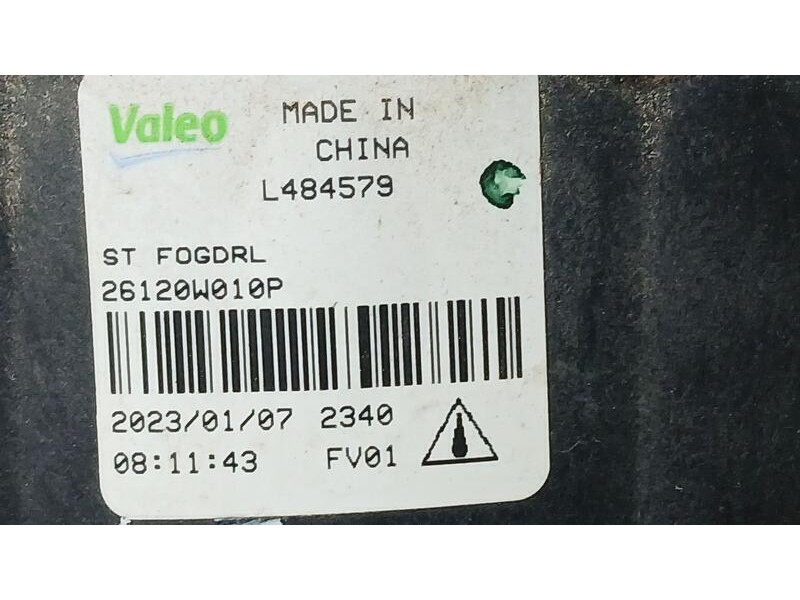 Valeo
MADE IN
CHINA
L484579
ST FOGDRL
26120W010P
2023/01/07 2340
08:11:43 FV01